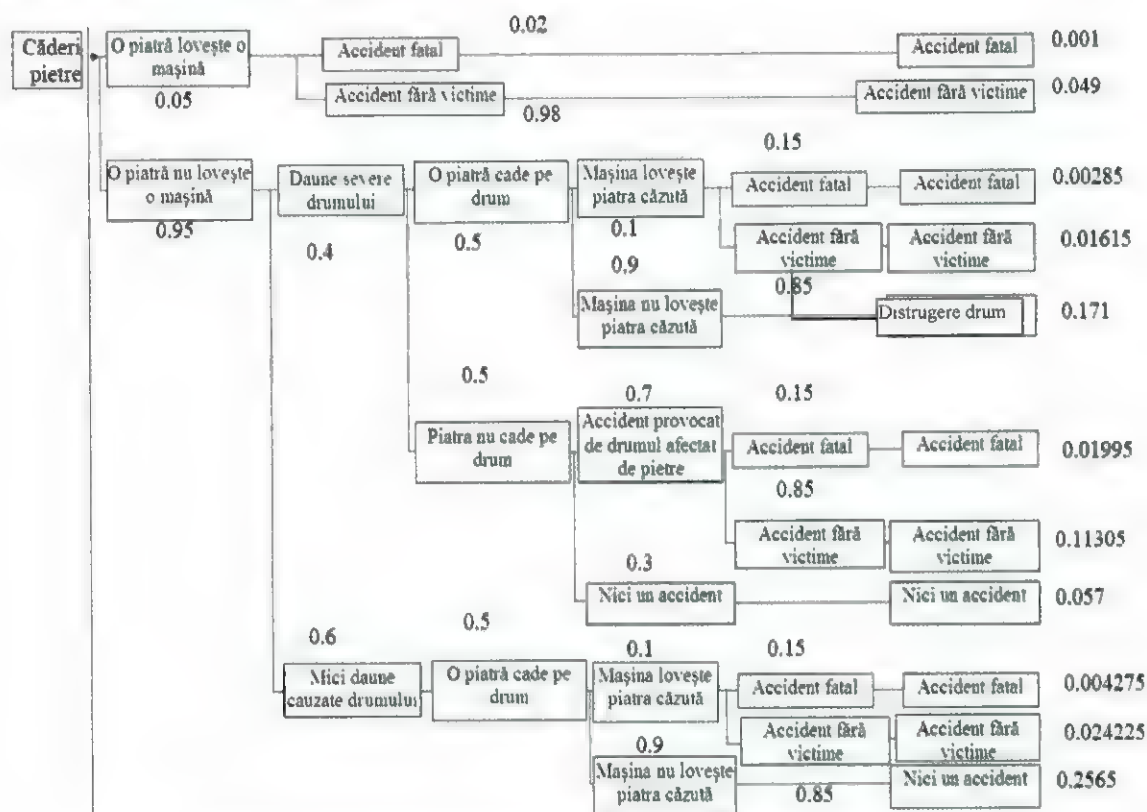 Căderi
pietre
O piatră lovește o
mașină
0.05
0.02
Accident fatal
Accident fatal
0.001
Accident fără victime
0.98
Accident fără victime
0.049
O piatră nu lovește
o mașină
0.95
Daune severe
drumului
0.4
O piatră cade pe
drum
0.5
Mașina lovește
piatra căzută
0.1
0.15
Accident fatal
Accident fatal
0.00285
Accident fără
victime
0.85
Accident fără
victime
0.01615
0.9
Mașina nu lovește
piatra căzută
Distrugere drum
0.171
0.5
Piatra nu cade pe
drum
0.7
Accident provocat
de drumul afectat
de pietre
0.15
Accident fatal
Accident fatal
0.01995
0.85
Accident fără
victime
Accident fără
victime
0.11305
0.3
Nici un accident
Nici un accident
0.057
0.6
Mici daune
cauzate drumului
0.5
O piatră cade pe
drum
0.1
Mașina lovește
piatra căzută
0.15
Accident fatal
Accident fatal
0.004275
Accident fără
victime
Accident fără
victime
0.024225
0.9
Mașina nu lovește
piatra căzută
0.85
Nici un accident
0.2565